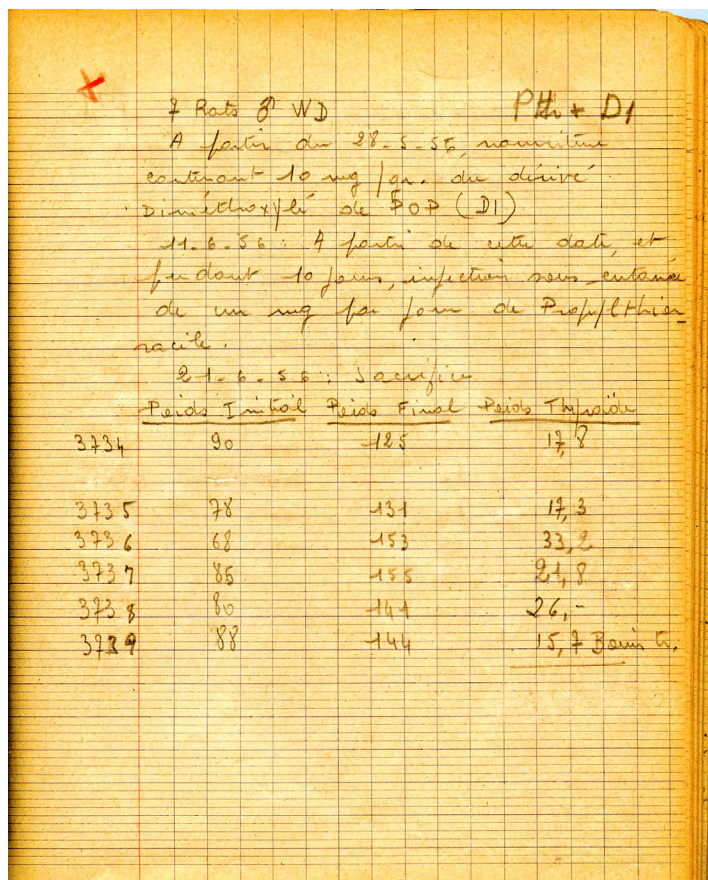 7 Rats ♂ WD PTh + D1
A partir du 28-5-56, nourriture
contenant 10 mg/gr. du dérivé
Diméthoxylé de POP (D1)
11-6-56 : A partir de cette date, et
pendant 10 jours, injection sous-cutanée
de un mg par jour de Propylthiou-
racile.
21-6-56 : Sacrifice
Poids Initial Poids Final Poids Thyroïde
3734 90 125 17,8
3735 78 131 17,3
3736 68 153 33,2
3737 85 155 21,8
3738 80 141 26,-
3739 88 144 15,7 Bouin